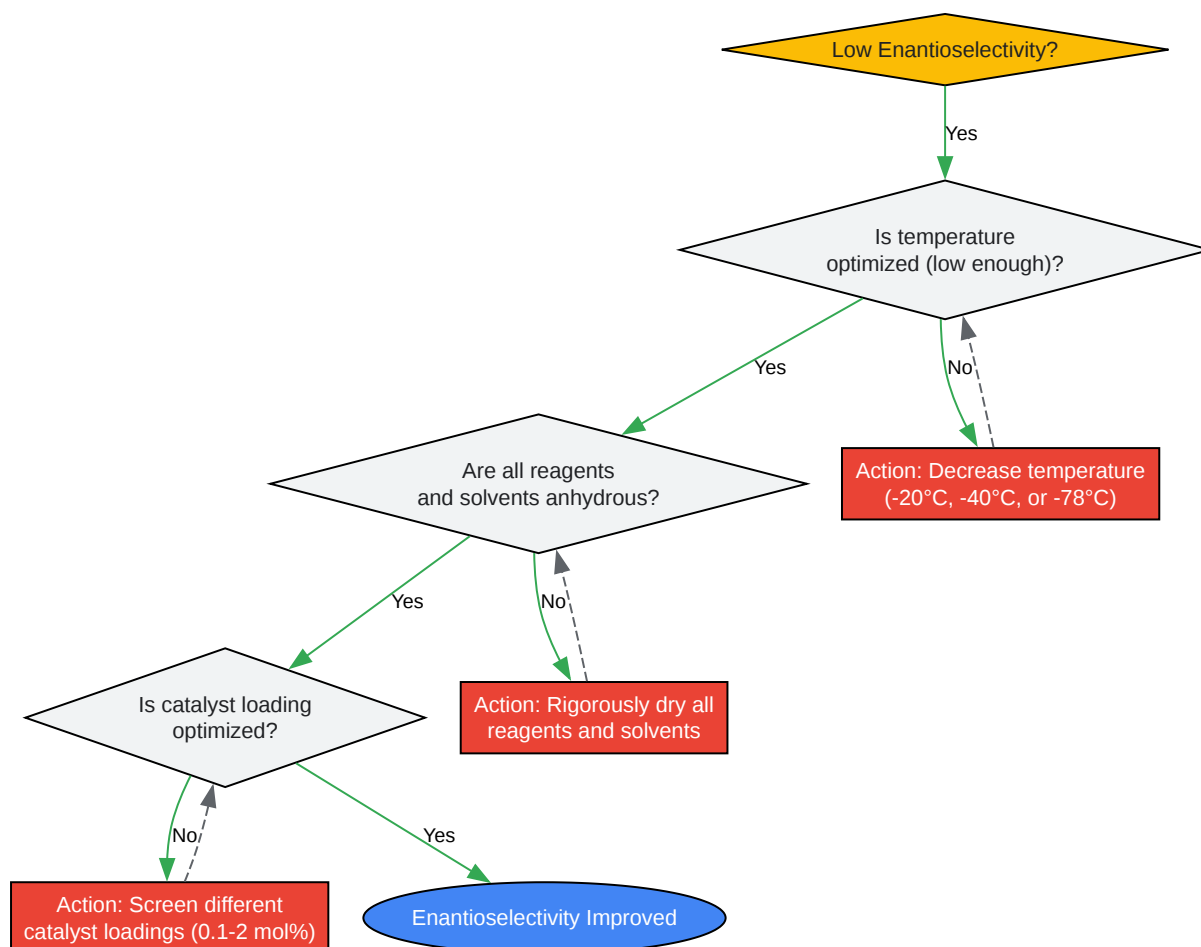 Low Enantioselectivity?
Yes
Is temperature
optimized (low enough)?
Yes
No
Are all reagents
and solvents anhydrous?
Action: Decrease temperature
(-20°C, -40°C, or -78°C)
Yes
No
Is catalyst loading
optimized?
Action: Rigorously dry all
reagents and solvents
No
Yes
Action: Screen different
catalyst loadings (0.1-2 mol%)
Enantioselectivity Improved